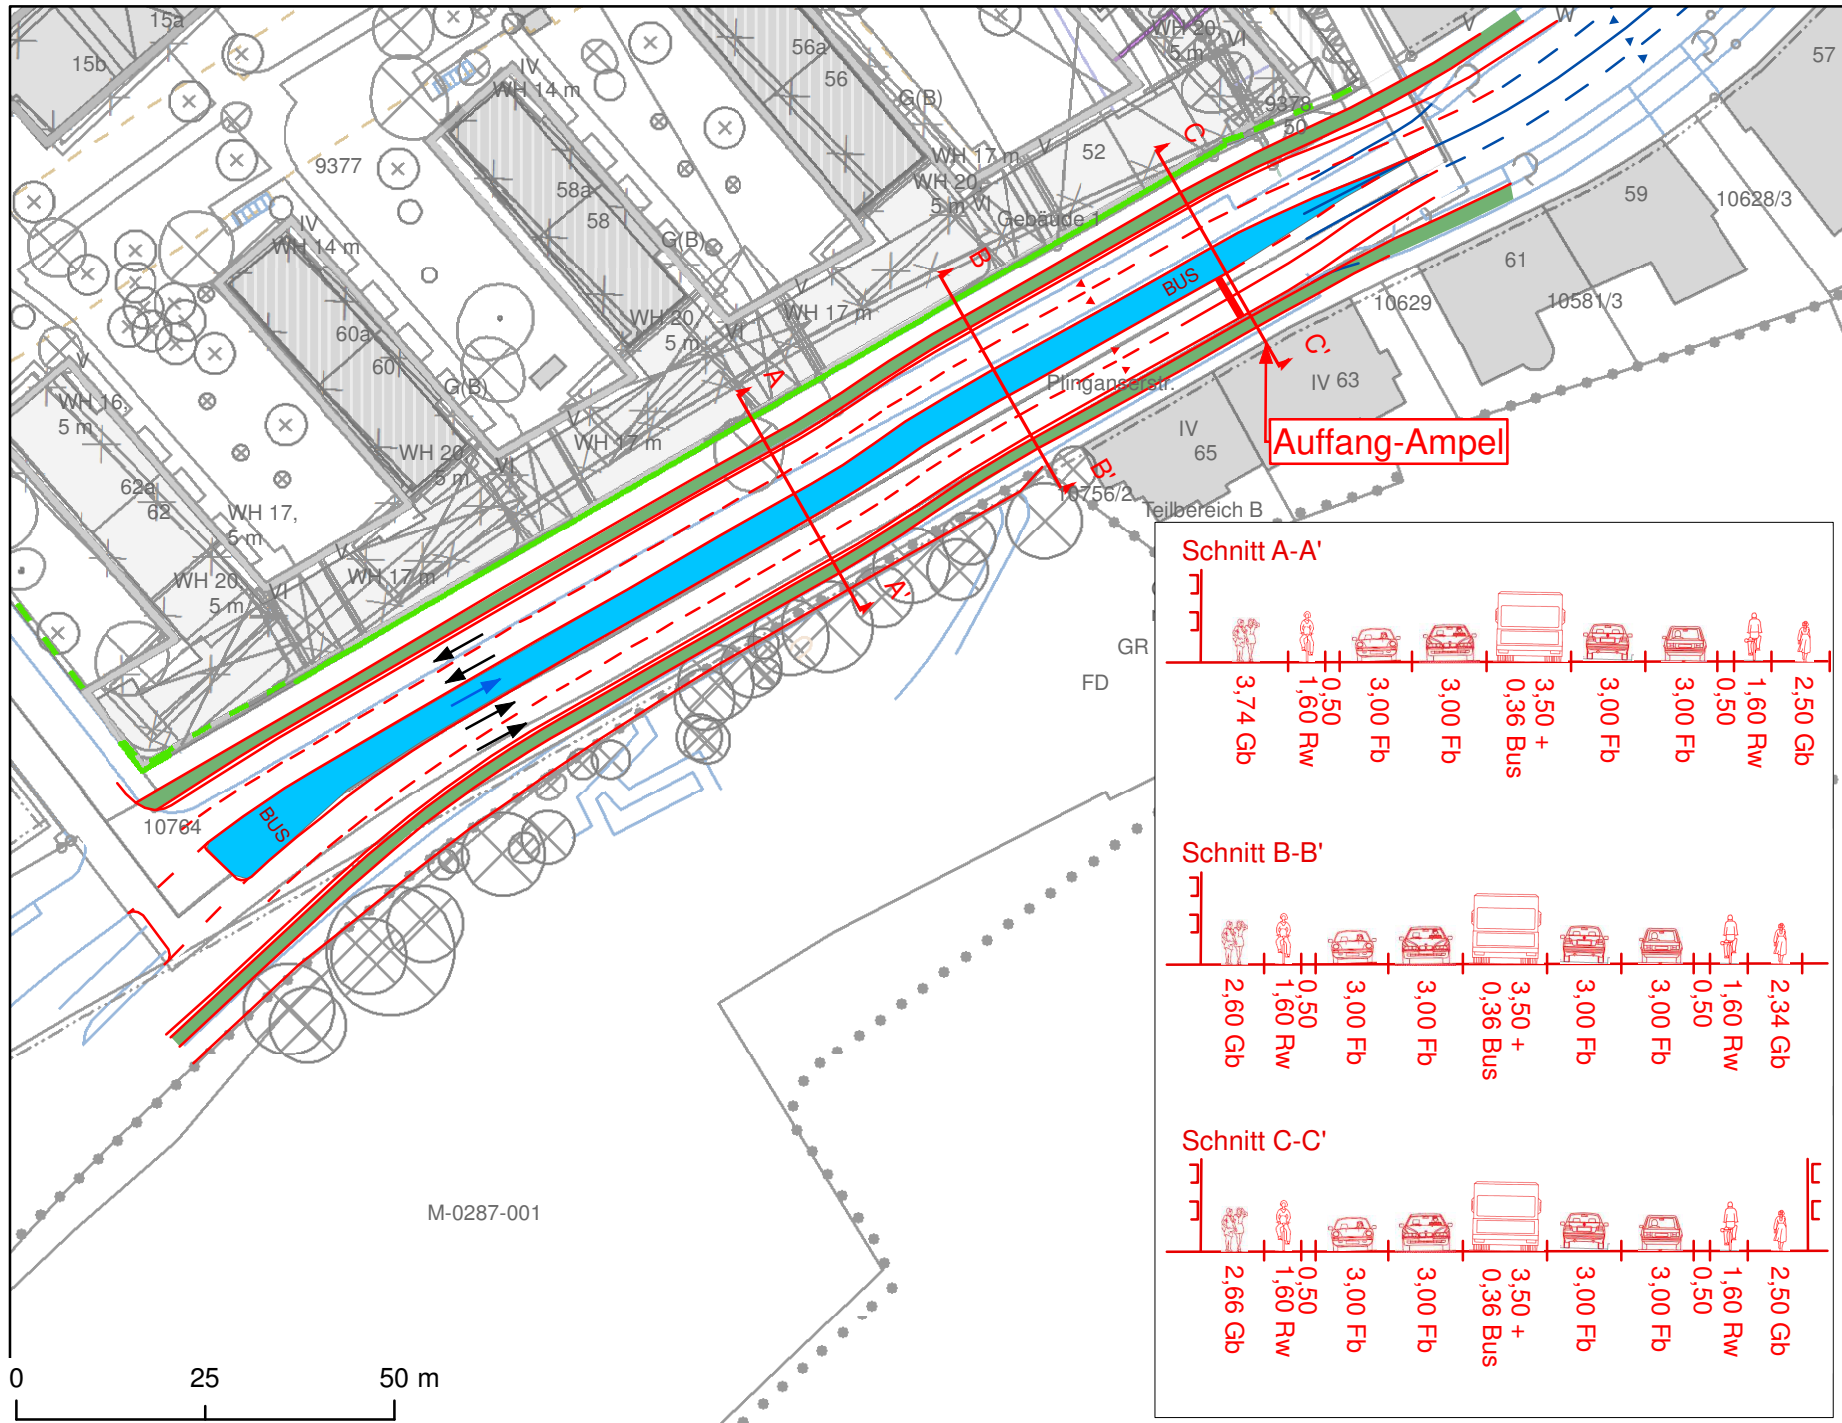 15a
15b
IV
WH 14 m
56a
56
G(B)
WH 20,
5 m
VI
V
W
57
9378
50
52
9377
58a
58
WH 17 m
WH 20,
5 m
VI
V
Gebäude 1
C
59
10628/3
IV
WH 14 m
G(B)
B
61
10629
10581/3
BUS
60a
60
V
WH 17 m
WH 20,
5 m
VI
A
G(B)
Plinganserstr.
C'
IV 63
V
WH 16,
5 m
V
WH 17 m
IV
65
Auffang-Ampel
WH 20,
5 m
VI
B'
10756/2
Teilbereich B
62a
62
WH 17,
5 m
V
WH 17 m
WH 20,
5 m
VI
A'
GR
FD
10764
BUS
M-0287-001
0 25 50 m
Schnitt A-A'
3,74 Gb
1,60 Rw
0,50
3,00 Fb
3,00 Fb
3,50 +
0,36 Bus
3,00 Fb
3,00 Fb
0,50
1,60 Rw
2,50 Gb
Schnitt B-B'
2,60 Gb
1,60 Rw
0,50
3,00 Fb
3,00 Fb
3,50 +
0,36 Bus
3,00 Fb
3,00 Fb
0,50
1,60 Rw
2,34 Gb
Schnitt C-C'
2,66 Gb
1,60 Rw
0,50
3,00 Fb
3,00 Fb
3,50 +
0,36 Bus
3,00 Fb
3,00 Fb
0,50
1,60 Rw
2,50 Gb